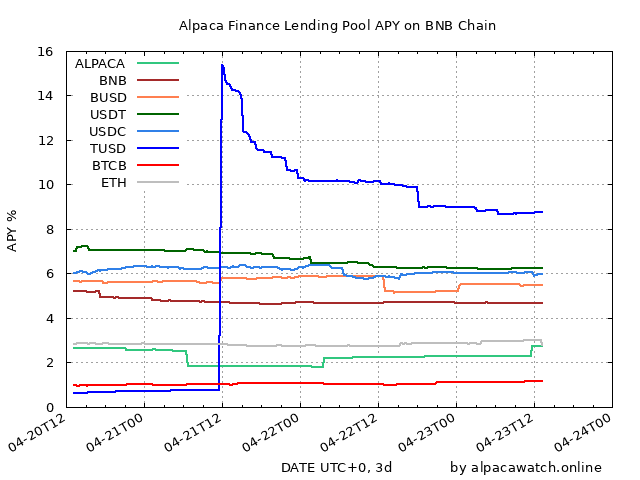 Alpaca Finance Lending Pool APY on BNB Chain
16
14
12
10
8
6
4
2
0
APY %
ALPACA
BNB
BUSD
USDT
USDC
TUSD
BTCB
ETH
04-20T12
04-21T00
04-21T12
04-22T00
04-22T12
04-23T00
04-23T12
04-24T00
DATE UTC+0, 3d
by alpacawatch.online